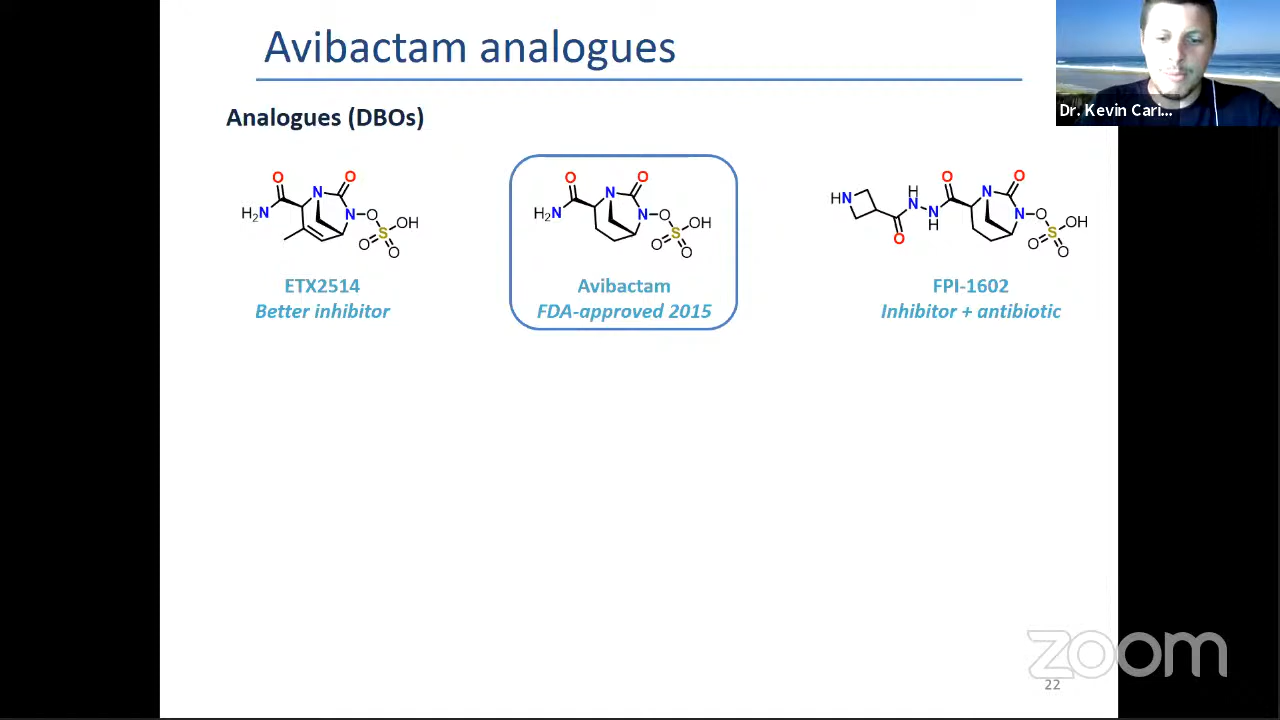 Avibactam analogues
Dr. Kevin Cari...
Analogues (DBOs)
O N O H₂N N O OH S O O
O N O H₂N N O OH S O O
HN H N N H O O N O N O OH S O O
ETX2514
Better inhibitor
Avibactam
FDA-approved 2015
FPI-1602
Inhibitor + antibiotic
zoom
22